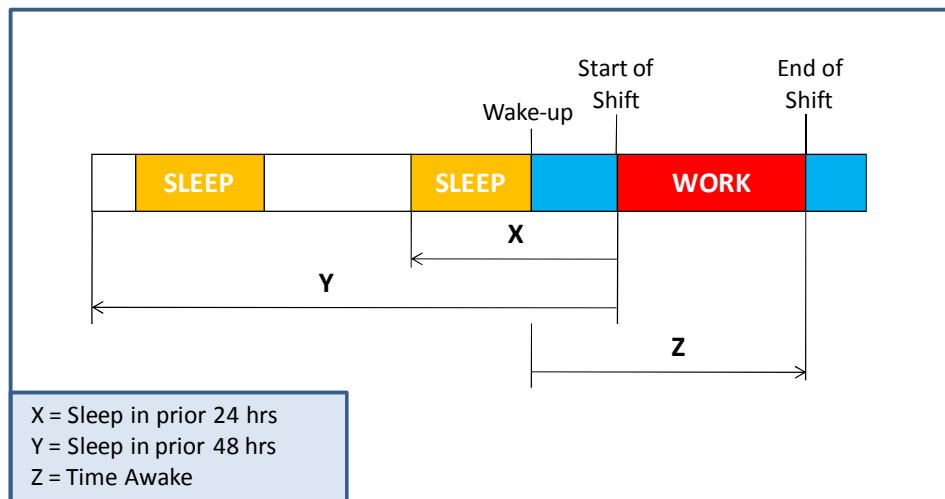 Start of
Shift
End of
Shift
Wake-up
SLEEP
SLEEP
WORK
X
Y
Z
X = Sleep in prior 24 hrs
Y = Sleep in prior 48 hrs
Z = Time Awake